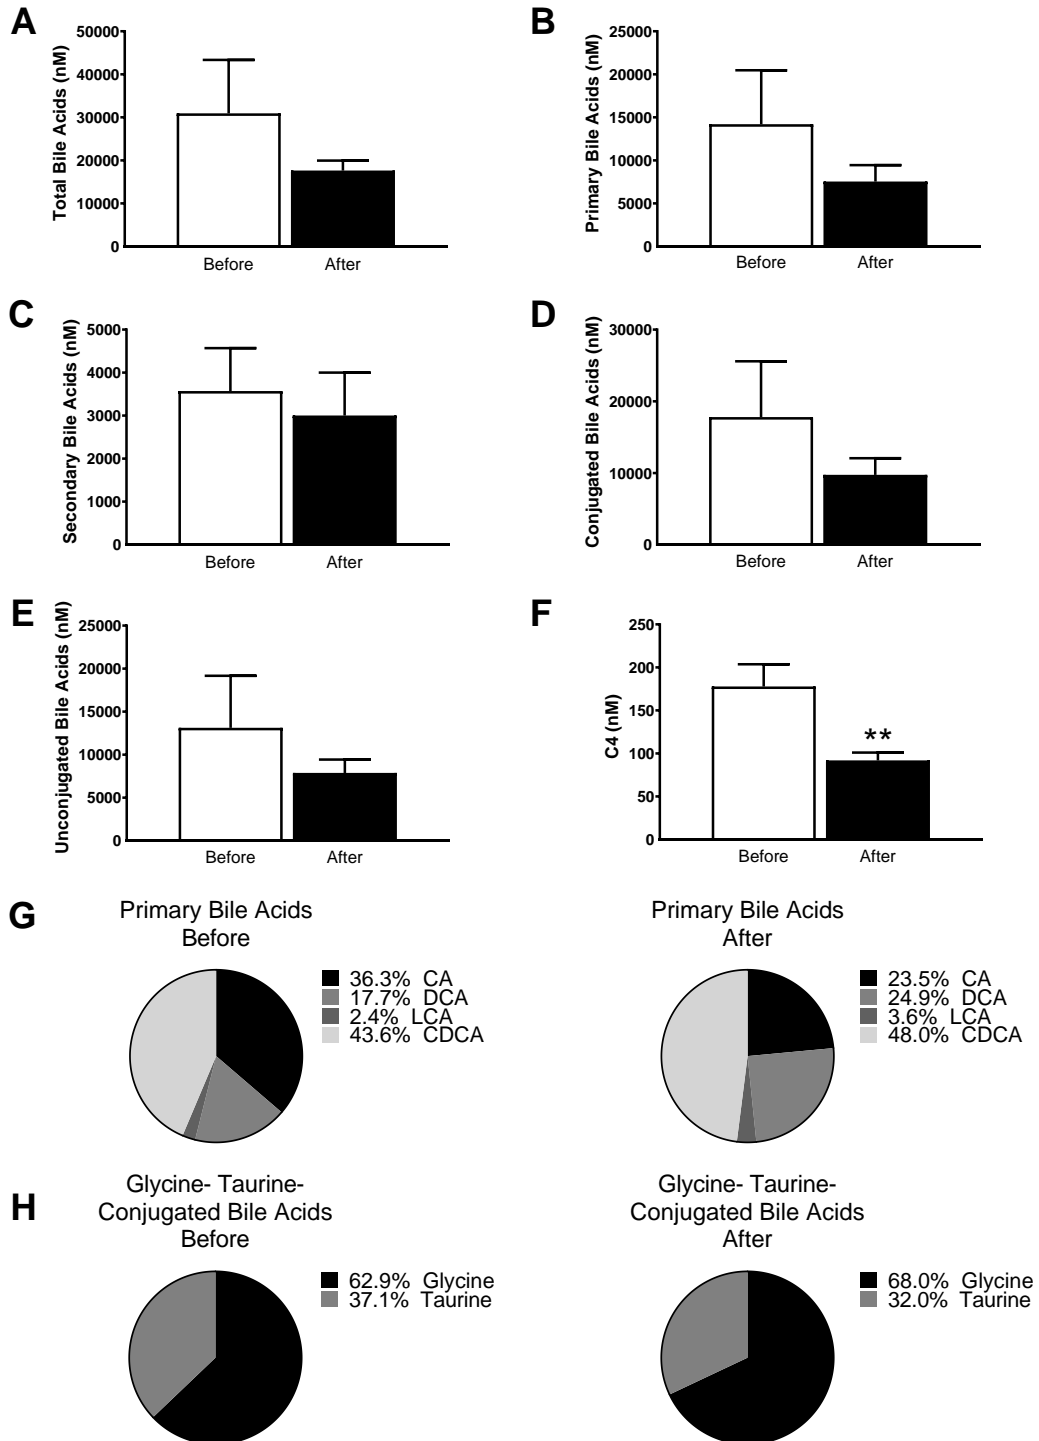 A
Total Bile Acids (nM)
50000
40000
30000
20000
10000
0
Before
After
B
Primary Bile Acids (nM)
25000
20000
15000
10000
5000
0
Before
After
C
Secondary Bile Acids (nM)
5000
4000
3000
2000
1000
0
Before
After
D
Conjugated Bile Acids (nM)
30000
20000
10000
0
Before
After
E
Unconjugated Bile Acids (nM)
25000
20000
15000
10000
5000
0
Before
After
F
C4 (nM)
250
200
150
100
50
0
**
Before
After
G
Primary Bile Acids
Before
36.3% CA
17.7% DCA
2.4% LCA
43.6% CDCA
Primary Bile Acids
After
23.5% CA
24.9% DCA
3.6% LCA
48.0% CDCA
H
Glycine- Taurine-
Conjugated Bile Acids
Before
62.9% Glycine
37.1% Taurine
Glycine- Taurine-
Conjugated Bile Acids
After
68.0% Glycine
32.0% Taurine